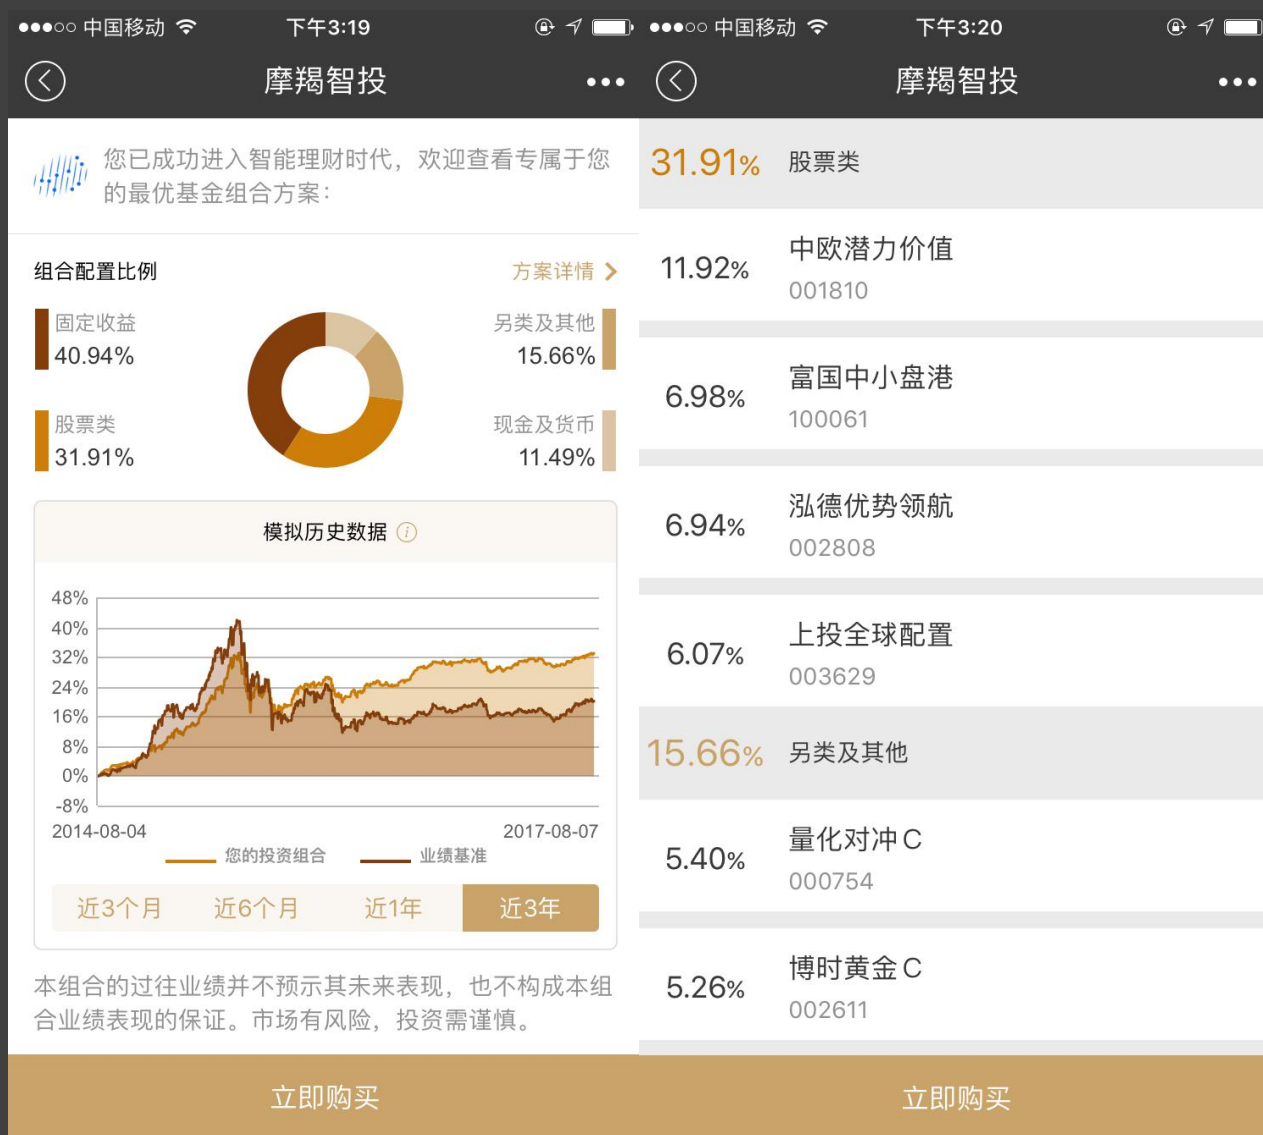 中国移动
下午3:19
摩羯智投
您已成功进入智能理财时代，欢迎查看专属于您
的最优基金组合方案：
组合配置比例
方案详情
固定收益
40.94%
另类及其他
15.66%
股票类
31.91%
现金及货币
11.49%
模拟历史数据
48%
40%
32%
24%
16%
8%
0%
-8%
2014-08-04
2017-08-07
您的投资组合
业绩基准
近3个月
近6个月
近1年
近3年
本组合的过往业绩并不预示其未来表现，也不构成本组
合业绩表现的保证。市场有风险，投资需谨慎。
立即购买
中国移动
下午3:20
摩羯智投
31.91% 股票类
11.92% 中欧潜力价值
001810
6.98% 富国中小盘港
100061
6.94% 泓德优势领航
002808
6.07% 上投全球配置
003629
15.66% 另类及其他
5.40% 量化对冲C
000754
5.26% 博时黄金C
002611
立即购买